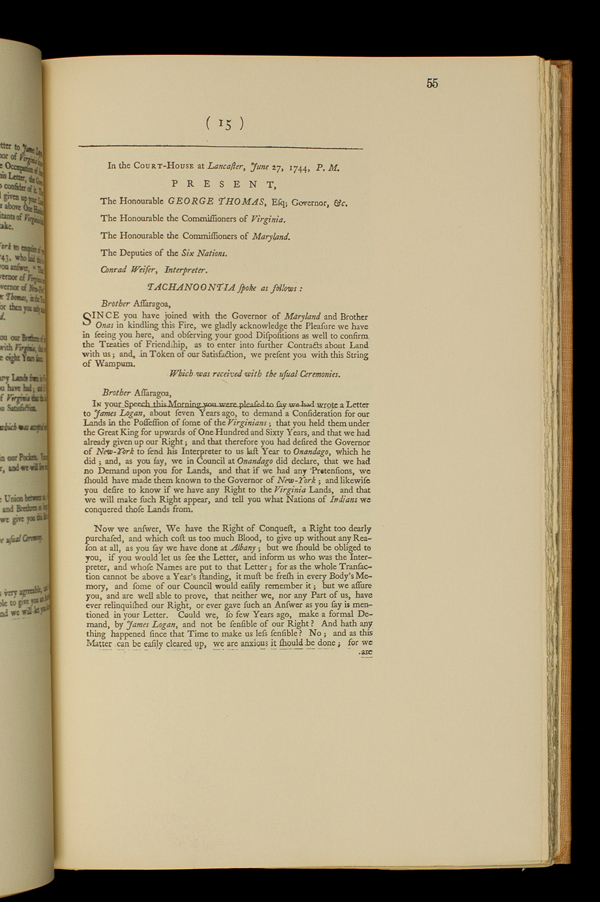 55
( 15 )
In the COURT-HOUSE at Lancaſter, June 27, 1744, P. M.
P R E S E N T,
The Honourable GEORGE THOMAS, Eſq; Governor, &c.
The Honourable the Commiſſioners of Virginia.
The Honourable the Commiſſioners of Maryland.
The Deputies of the Six Nations.
Conrad Weiſer, Interpreter.
TACHANOONTIA ſpoke as follows:
Brother Aſſaragoa,
SINCE you have joined with the Governor of Maryland and Brother
Onas in kindling this Fire, we gladly acknowledge the Pleaſure we have
in ſeeing you here, and obſerving your good Diſpoſitions as well to confirm
the Treaties of Friendſhip, as to enter into further Contracts about Land
with us; and, in Token of our Satisfaction, we preſent you with this String
of Wampum.
Which was received with the uſual Ceremonies.
Brother Aſſaragoa,
IN your Speech this Morning you were pleaſed to ſay we had wrote a Letter
to James Logan, about ſeven Years ago, to demand a Conſideration for our
Lands in the Poſſeſſion of ſome of the Virginians; that you held them under
the Great King for upwards of One Hundred and Sixty Years, and that we had
already given up our Right; and that therefore you had deſired the Governor
of New-York to ſend his Interpreter to us laſt Year to Onandago, which he
did; and, as you ſay, we in Council at Onandago did declare, that we had
no Demand upon you for Lands, and that if we had any Pretenſions, we
ſhould have made them known to the Governor of New-York; and likewiſe
you deſire to know if we have any Right to the Virginia Lands, and that
we will make ſuch Right appear, and tell you what Nations of Indians we
conquered thoſe Lands from.
Now we anſwer, We have the Right of Conqueſt, a Right too dearly
purchaſed, and which coſt us too much Blood, to give up without any Rea-
ſon at all, as you ſay we have done at Albany; but we ſhould be obliged to
you, if you would let us ſee the Letter, and inform us who was the Inter-
preter, and whoſe Names are put to that Letter; for as the whole Tranſac-
tion cannot be above a Year's ſtanding, it muſt be freſh in every Body's Me-
mory, and ſome of our Council would eaſily remember it; but we aſſure
you, and are well able to prove, that neither we, nor any Part of us, have
ever relinquiſhed our Right, or ever gave ſuch an Anſwer as you ſay is men-
tioned in your Letter. Could we, ſo few Years ago, make a formal De-
mand, by James Logan, and not be ſenſible of our Right? And hath any
thing happened ſince that Time to make us leſs ſenſible? No; and as this
Matter can be eaſily cleared up, we are anxious it ſhould be done; for we
are